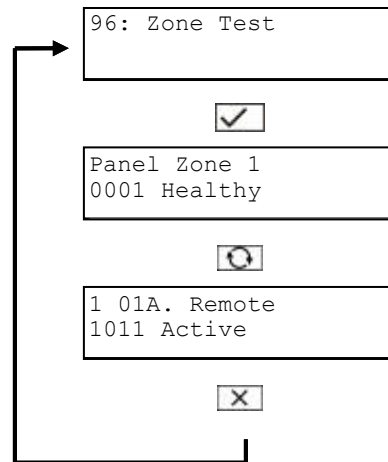 96: Zone Test
Panel Zone 1
0001 Healthy
1 01A. Remote
1011 Active